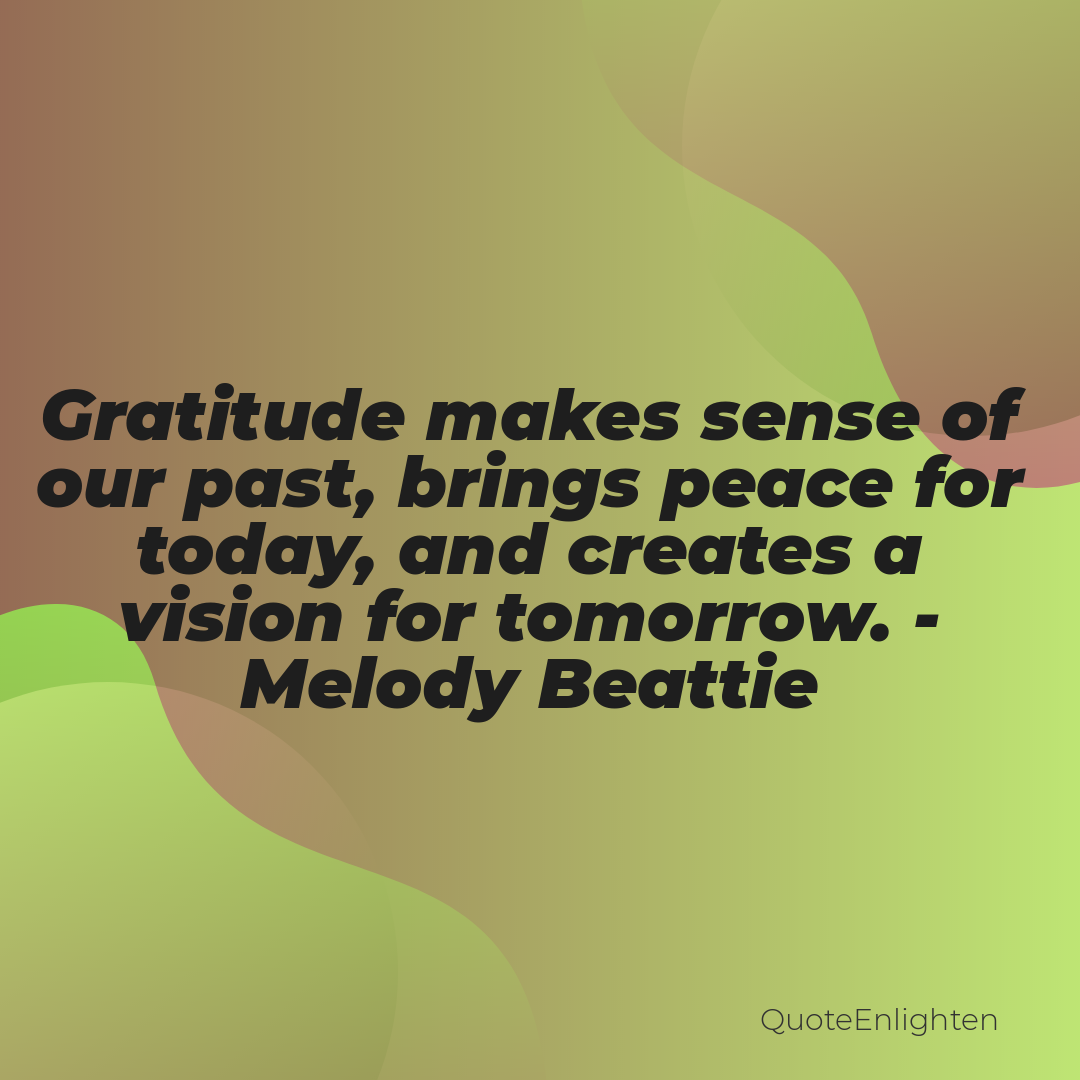 Gratitude makes sense of
our past, brings peace for
today, and creates a
vision for tomorrow. -
Melody Beattie
QuoteEnlighten